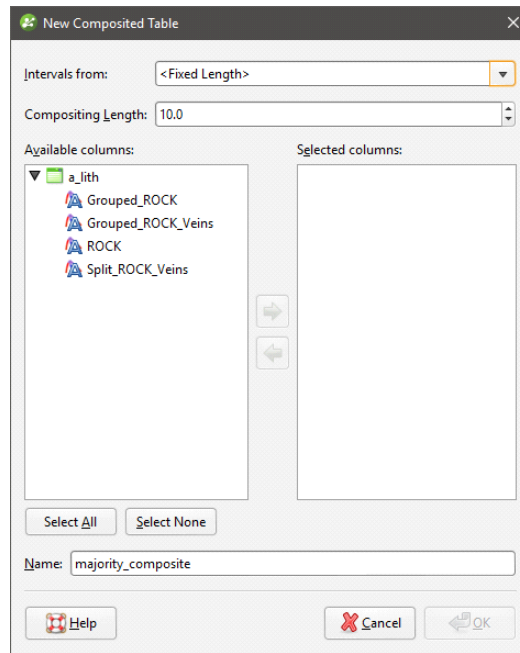 New Composited Table
Intervals from: <Fixed Length>
Compositing Length: 10.0
Available columns: Selected columns:
a_lith
Grouped_ROCK
Grouped_ROCK_Veins
ROCK
Split_ROCK_Veins
Select All Select None
Name: majority_composite
Help Cancel OK